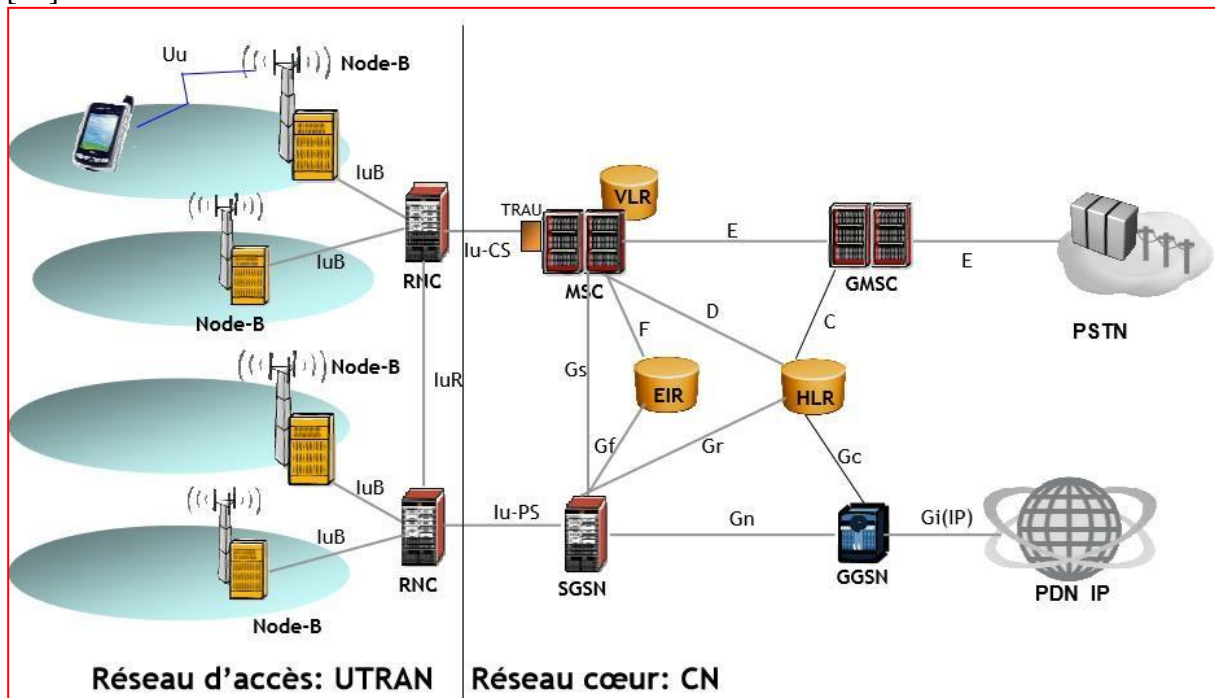 Uu
Node-B
IuB
VLR
TRAU
E
Iu-CS
E
IuB
RNC
MSC
GMSC
Node-B
D
C
PSTN
F
Node-B
IuR
Gs
EIR
HLR
Gf
Gr
Gc
IuB
Iu-PS
Gn
Gi(IP)
IuB
RNC
SGSN
GGSN
PDN IP
Node-B
Réseau d'accès: UTRAN
Réseau cœur: CN